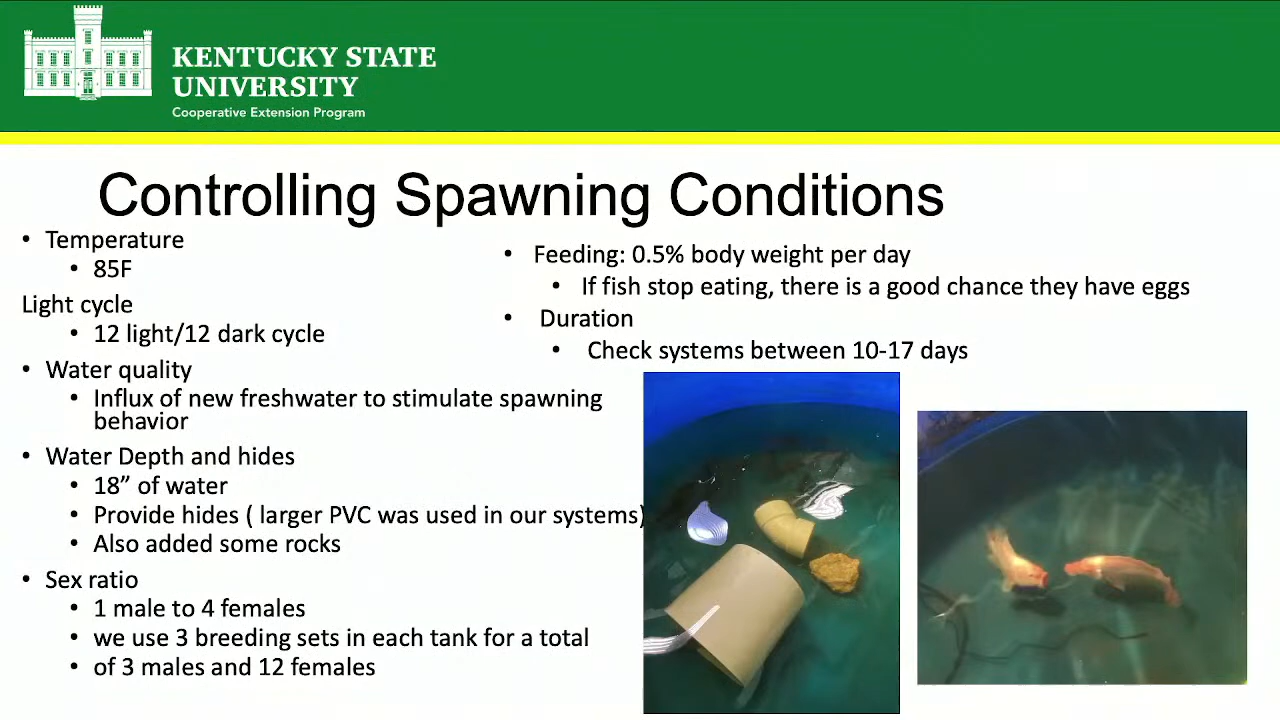 KENTUCKY STATE
UNIVERSITY
Cooperative Extension Program
Controlling Spawning Conditions
• Temperature
• 85F
Light cycle
• 12 light/12 dark cycle
• Water quality
• Influx of new freshwater to stimulate spawning
behavior
• Water Depth and hides
• 18” of water
• Provide hides ( larger PVC was used in our systems)
• Also added some rocks
• Sex ratio
• 1 male to 4 females
• we use 3 breeding sets in each tank for a total
• of 3 males and 12 females
• Feeding: 0.5% body weight per day
• If fish stop eating, there is a good chance they have eggs
• Duration
• Check systems between 10-17 days